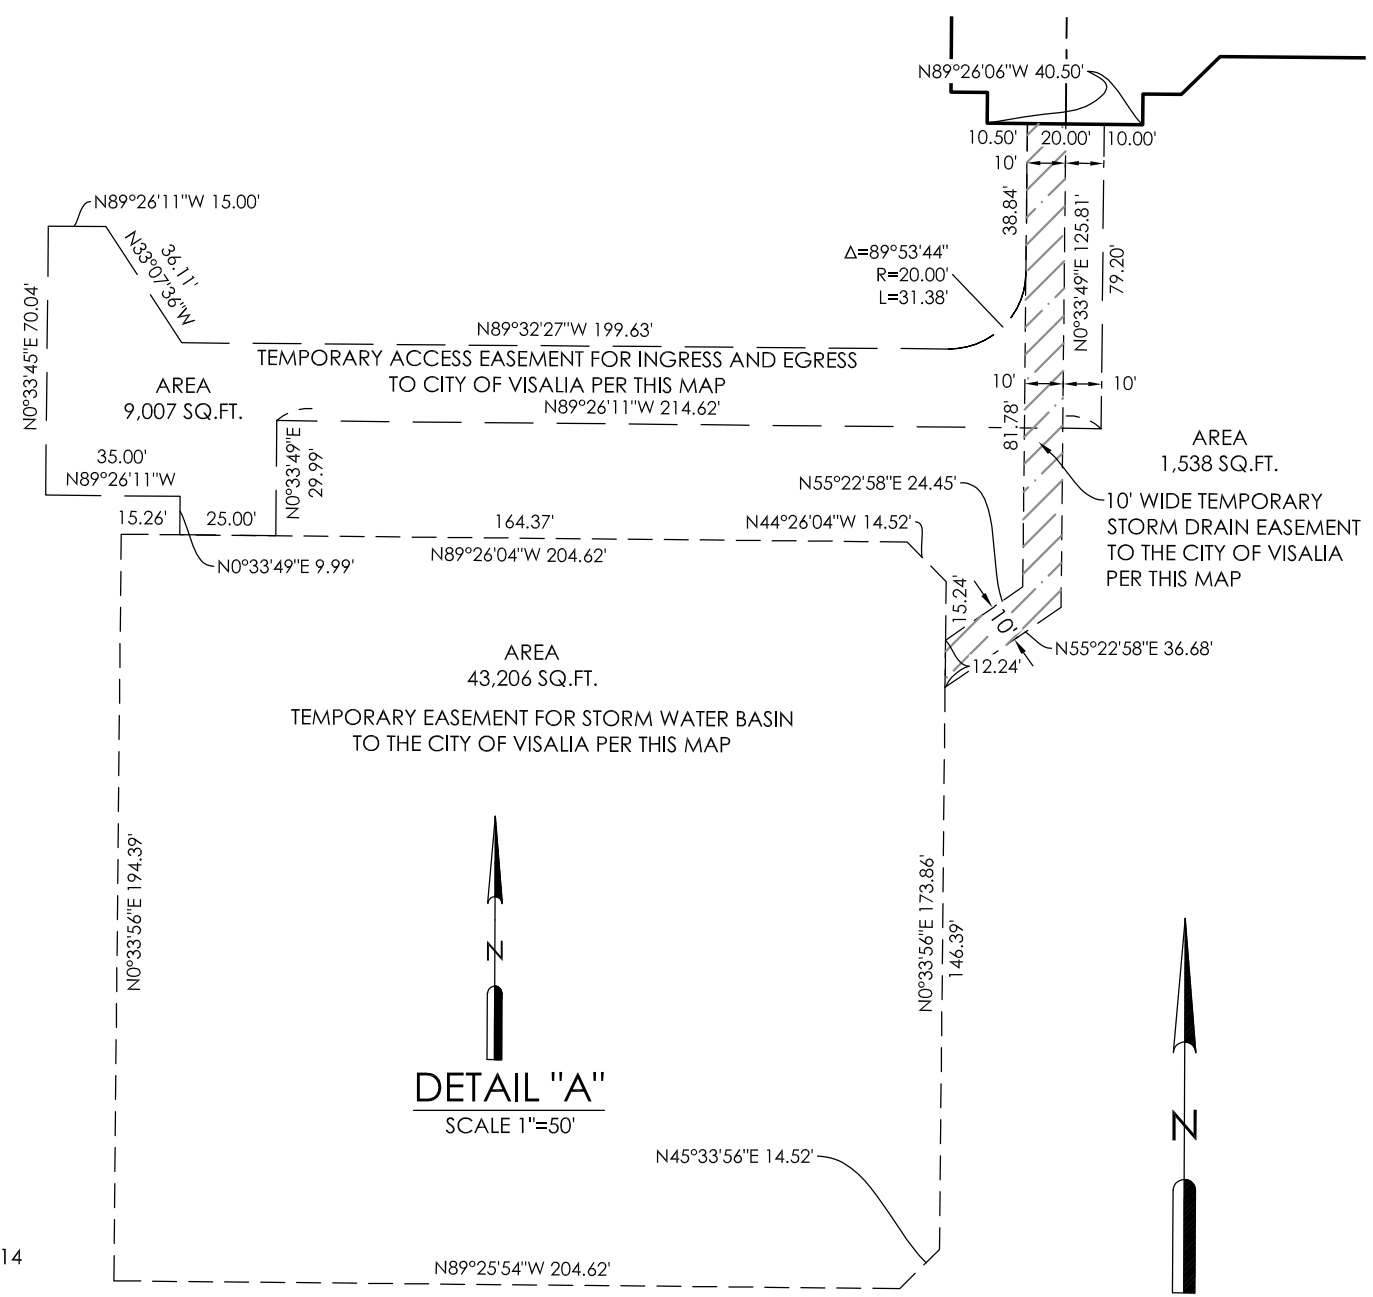 N89°26'06"W 40.50'
10.50'
20.00'
10.00'
10'
38.84'
N0°33'49"E 125.81'
79.20'
N89°26'11"W 15.00'
36.11'
N33°07'36"W
Δ=89°53'44"
R=20.00'
L=31.38'
N0°33'45"E 70.04'
N89°32'27"W 199.63'
TEMPORARY ACCESS EASEMENT FOR INGRESS AND EGRESS
TO CITY OF VISALIA PER THIS MAP
AREA
9,007 SQ.FT.
N89°26'11"W 214.62'
10'
10'
81.78'
AREA
1,538 SQ.FT.
35.00'
N89°26'11"W
N0°33'49"E
29.99'
N55°22'58"E 24.45'
10' WIDE TEMPORARY
STORM DRAIN EASEMENT
TO THE CITY OF VISALIA
PER THIS MAP
15.26'
25.00'
164.37'
N44°26'04"W 14.52'
N89°26'04"W 204.62'
N0°33'49"E 9.99'
15.24'
10'
N55°22'58"E 36.68'
12.24'
AREA
43,206 SQ.FT.
TEMPORARY EASEMENT FOR STORM WATER BASIN
TO THE CITY OF VISALIA PER THIS MAP
N0°33'56"E 194.39'
N0°33'56"E 173.86'
146.39'
N
DETAIL "A"
SCALE 1"=50'
N
N45°33'56"E 14.52'
14
N89°25'54"W 204.62'